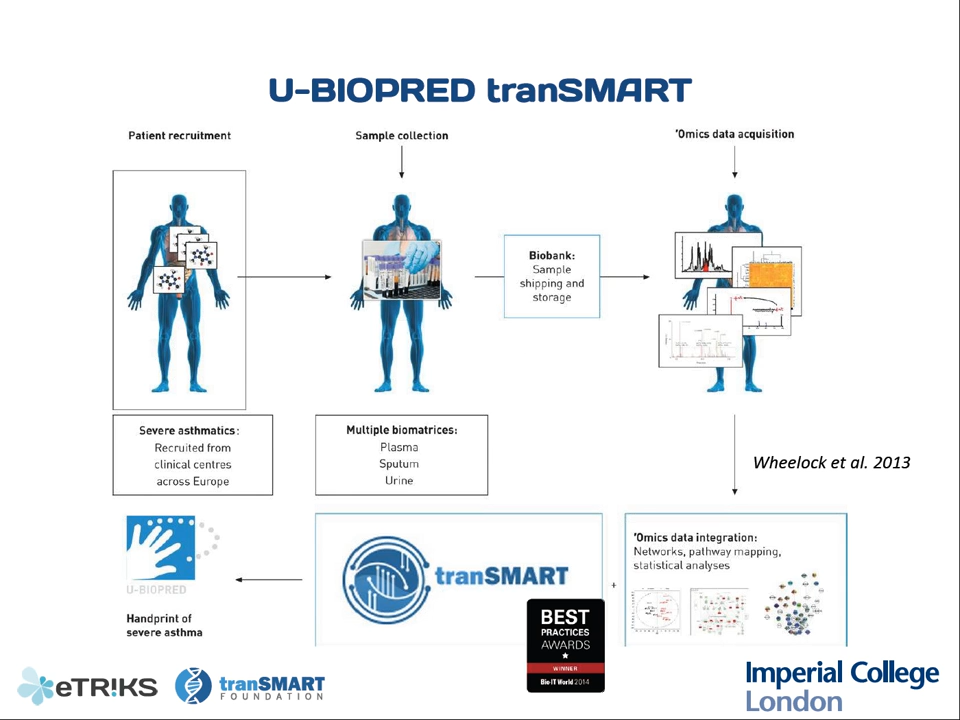 U-BIOPRED tranSMART
Patient recruitment
Sample collection
'Omics data acquisition
Biobank:
Sample
shipping and
storage
Severe asthmatics:
Recruited from
clinical centres
across Europe
Multiple biomatrices:
Plasma
Sputum
Urine
Wheelock et al. 2013
U-BIOPRED
Handprint of
severe asthma
tranSMART
+
'Omics data integration:
Networks, pathway mapping,
statistical analyses
BEST
PRACTICES
AWARDS
WINNER
Bio·IT World 2014
eTRIKS
tranSMART
FOUNDATION
Imperial College
London